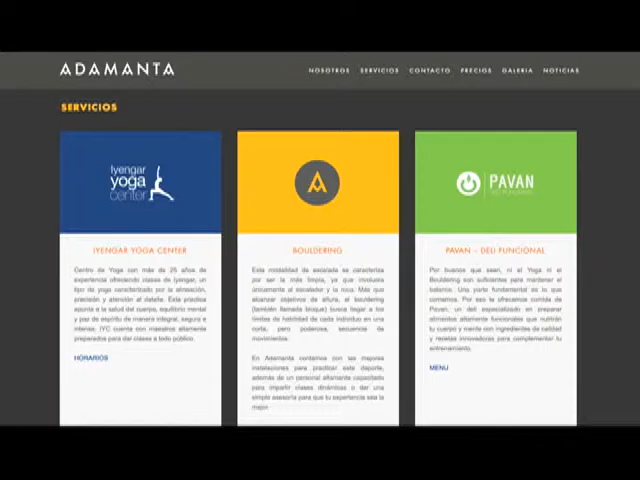 ADAMANTA
NOSOTROS SERVICIOS CONTACTO PRECIOS GALERIA NOTICIAS
SERVICIOS
Iyengar
yoga
center
IYENGAR YOGA CENTER
Centro de Yoga con más de 25 años de
experiencia ofreciendo clases de Iyengar, un
tipo de yoga caracterizado por la alineación,
precisión y atención al detalle. Esta práctica
aporta a la salud del cuerpo, equilibrio mental
y paz de espíritu de manera integral, segura e
intensa. IYC cuenta con maestros altamente
preparados para dar clases a todo público.
HORARIOS
BOULDERING
Esta modalidad de escalada se caracteriza
por ser la más limpia, ya que involucra
únicamente al escalador y la roca. Más que
alcanzar objetivos de altura, el bouldering
(también llamada bloque) busca llegar a los
límites de habilidad de cada individuo en una
corta, pero poderosa, secuencia de
movimientos.
En Adamanta contamos con las mejores
instalaciones para practicar este deporte,
además de un personal altamente capacitado
para impartir clases dinámicas o dar una
simple asesoría para que tu experiencia sea la
mejor.
PAVAN
PAVAN – DELI FUNCIONAL
Por buenos que sean, ni el Yoga ni el
Bouldering son suficientes para mantener el
balance. Una parte fundamental es lo que
comemos. Por eso te ofrecemos comida de
Pavan, un deli especializado en preparar
alimentos altamente funcionales que nutrirán
tu cuerpo y mente con ingredientes de calidad
y recetas innovadoras para complementar tu
entrenamiento.
MENU